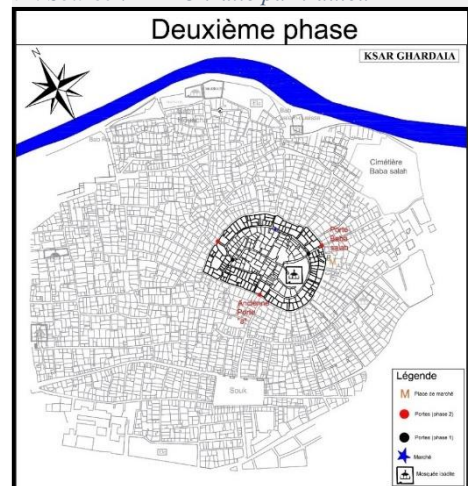 Deuxième phase
KSAR GHARDAIA
N
Cimétière
Baba salah
Porte
Baba
salah
M
Ancienne
Porte
"a"
Souk
Légende
M Place de marché
Portes (phase 2)
Portes (phase 1)
Marché
Mosquée Ibadite